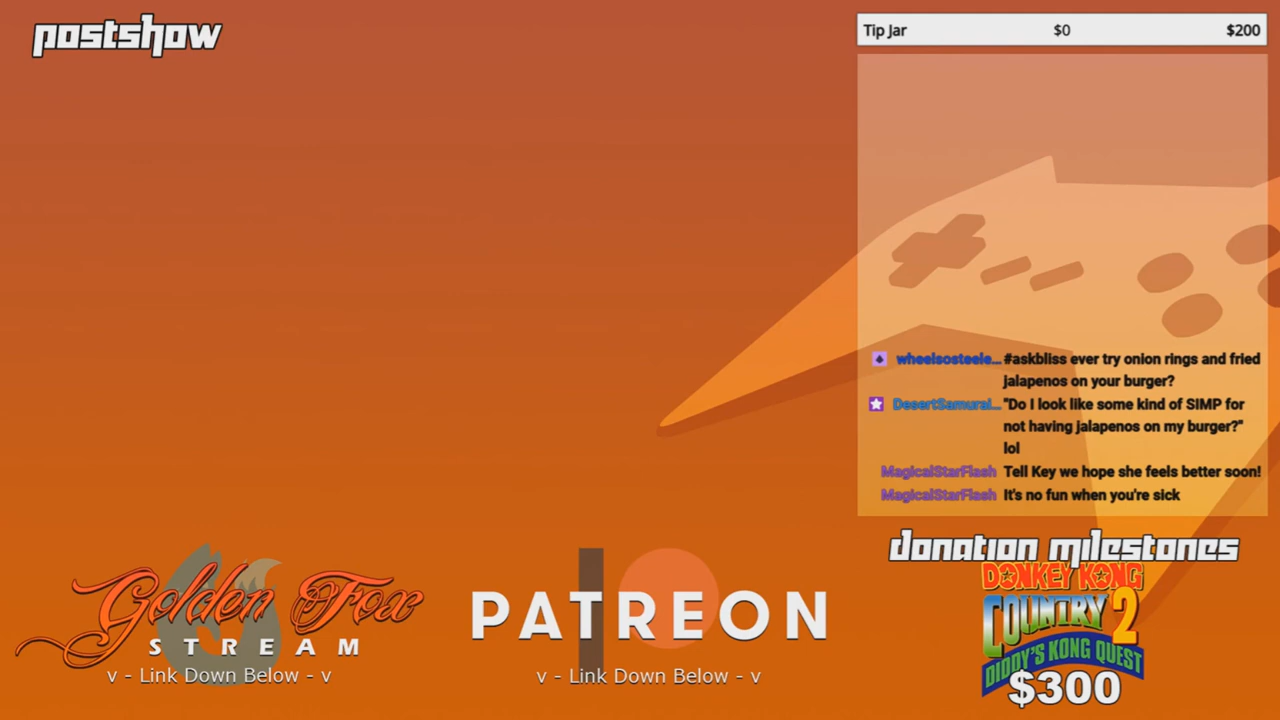 postshow
Tip Jar $0 $200
wheelsosteele... #askbliss ever try onion rings and fried
jalapenos on your burger?
DesertSamurai... "Do I look like some kind of SIMP for
not having jalapenos on my burger?"
lol
MagicalStarFlash Tell Key we hope she feels better soon!
MagicalStarFlash It's no fun when you're sick
donation milestones
DONKEY KONG
COUNTRY 2
DIDDY'S KONG QUEST
$300
Golden Fox
STREAM
v - Link Down Below - v
PATREON
v - Link Down Below - v